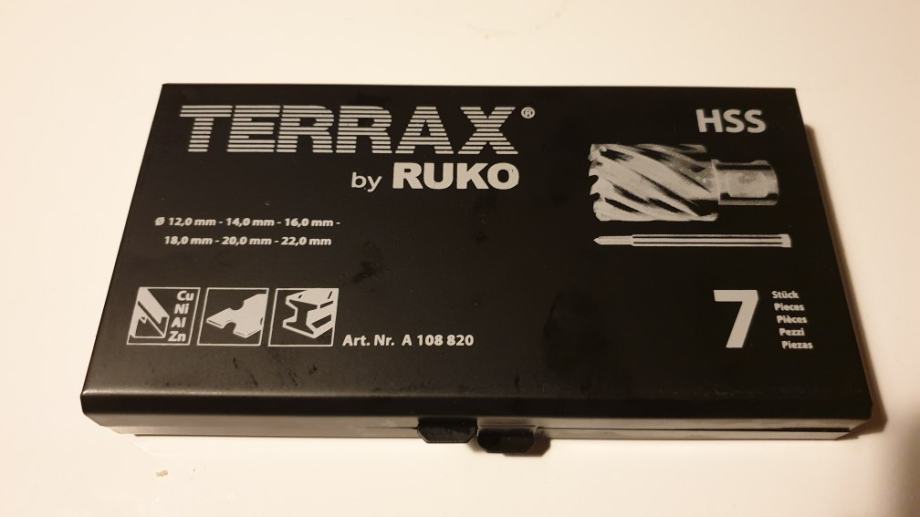 TERRAX®
by RUKO
HSS
Ø 12,0 mm - 14,0 mm - 16,0 mm -
18,0 mm - 20,0 mm - 22,0 mm
Cu
Ni
Al
Zn
Art. Nr. A 108 820
7
Stück
Pieces
Pièces
Pezzi
Piezas